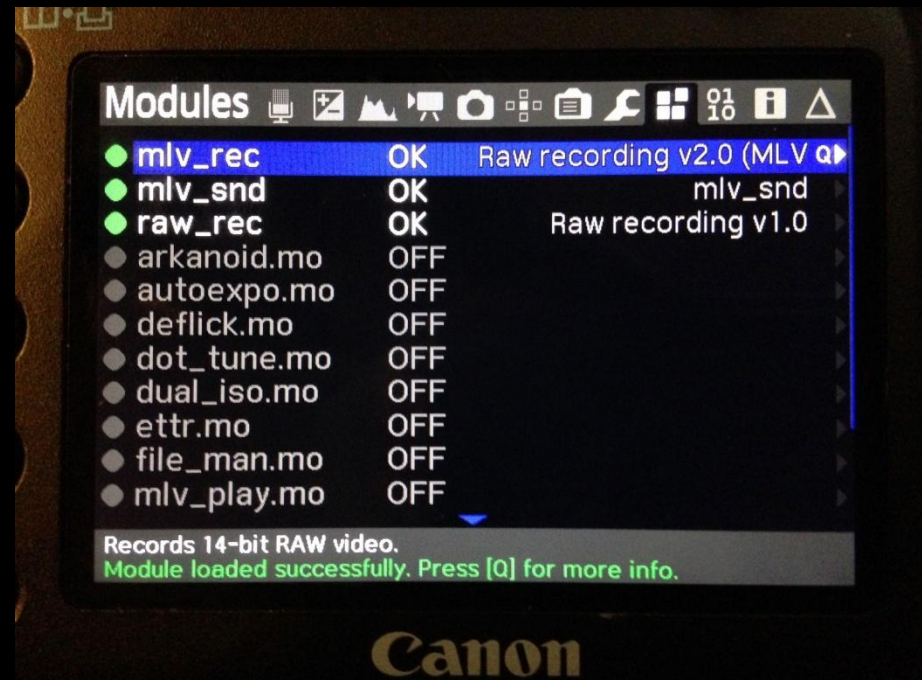 Modules
mlv_rec OK Raw recording v2.0 (MLV Q
mlv_snd OK mlv_snd
raw_rec OK Raw recording v1.0
arkanoid.mo OFF
autoexpo.mo OFF
deflick.mo OFF
dot_tune.mo OFF
dual_iso.mo OFF
ettr.mo OFF
file_man.mo OFF
mlv_play.mo OFF
Records 14-bit RAW video.
Module loaded successfully. Press [Q] for more info.
Canon